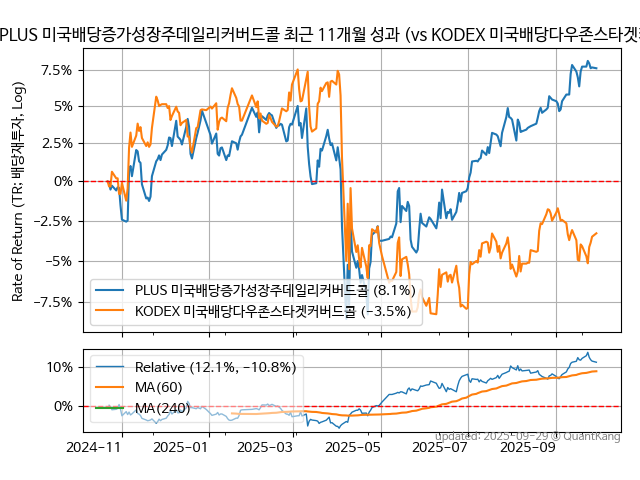 PLUS 미국배당증가성장주데일리커버드콜 최근 11개월 성과 (vs KODEX 미국배당다우존스타겟
Rate of Return (TR: 배당재투자, Log)
7.5%
5%
2.5%
0%
−2.5%
−5%
−7.5%
PLUS 미국배당증가성장주데일리커버드콜 (8.1%)
KODEX 미국배당다우존스타겟커버드콜 (−3.5%)
10%
0%
Relative (12.1%, −10.8%)
MA(60)
MA(240)
2024−11
2025−01
2025−03
2025−05
2025−07
2025−09
updated: 2025-09-29 © QuantKang